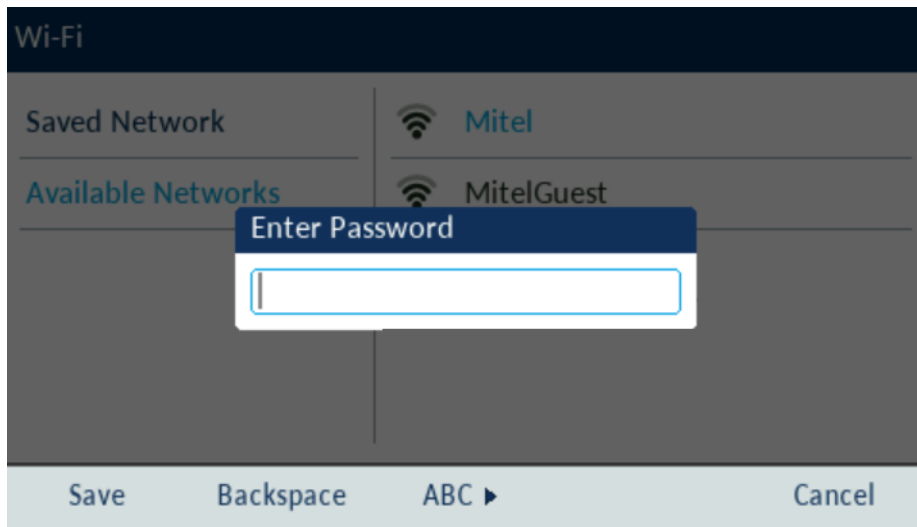 Wi-Fi
Saved Network
Mitel
Available Networks
MitelGuest
Enter Password
Save Backspace ABC ▶ Cancel